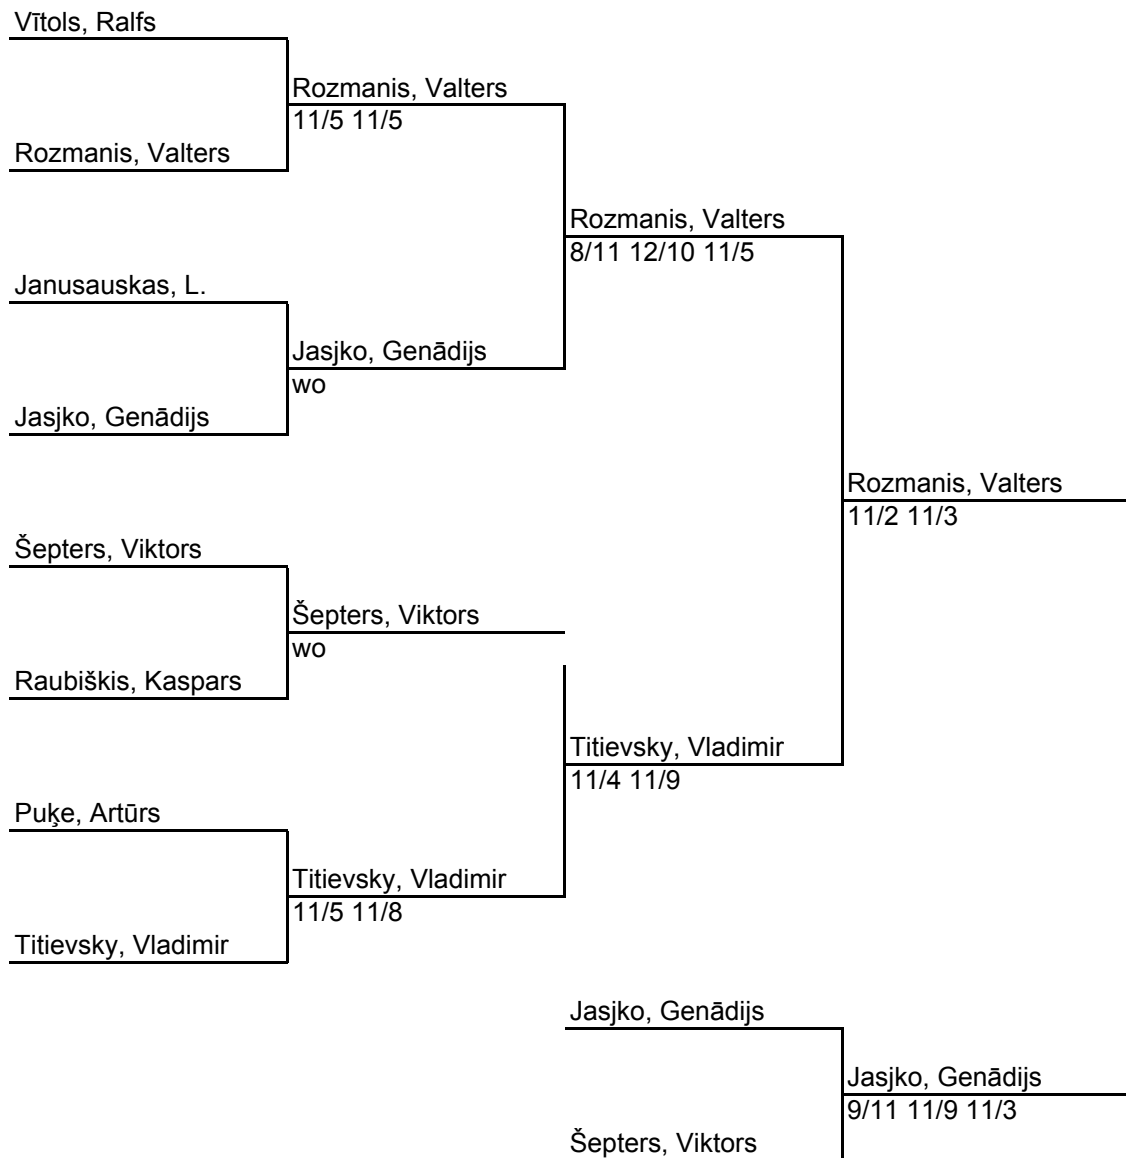 Vītols, Ralfs
Rozmanis, Valters
11/5 11/5
Rozmanis, Valters
Rozmanis, Valters
8/11 12/10 11/5
Janusauskas, L.
Jasjko, Genādijs
wo
Jasjko, Genādijs
Rozmanis, Valters
11/2 11/3
Šepters, Viktors
Šepters, Viktors
wo
Raubiškis, Kaspars
Titievsky, Vladimir
11/4 11/9
Puķe, Artūrs
Titievsky, Vladimir
11/5 11/8
Titievsky, Vladimir
Jasjko, Genādijs
Jasjko, Genādijs
9/11 11/9 11/3
Šepters, Viktors